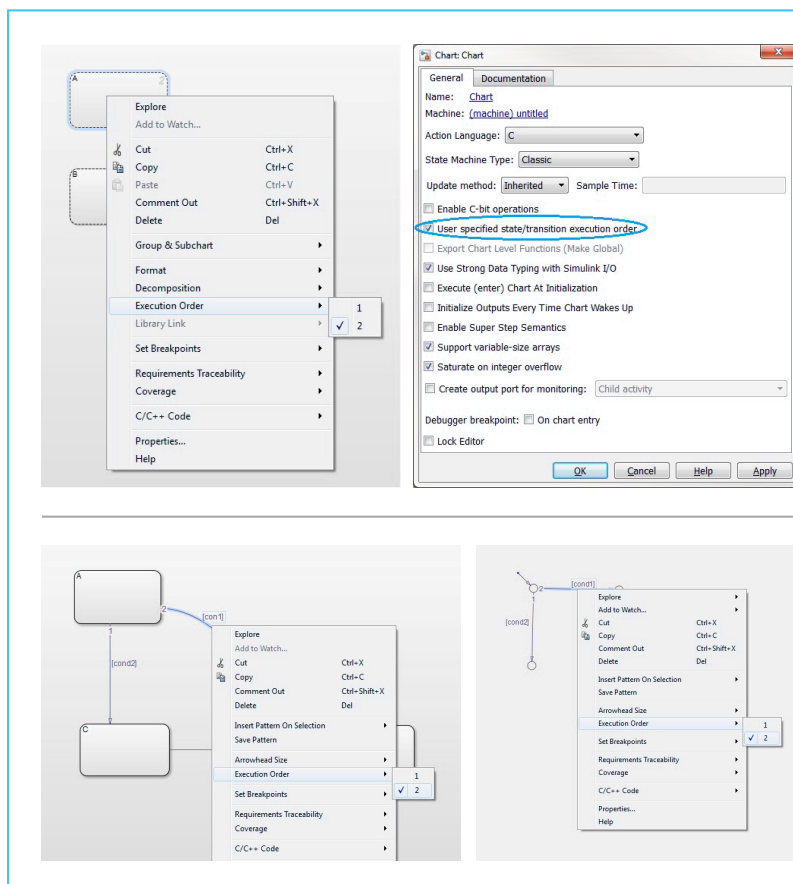 A
2
Explore
Add to Watch...
Cut Ctrl+X
Copy Ctrl+C
B
Paste Ctrl+V
Comment Out Ctrl+Shift+X
Delete Del
Group & Subchart
Format
Decomposition
Execution Order
1
Library Link
2
Set Breakpoints
Requirements Traceability
Coverage
C/C++ Code
Properties...
Help
Chart: Chart
General Documentation
Name: Chart
Machine: (machine) untitled
Action Language: C
State Machine Type: Classic
Update method: Inherited Sample Time:
Enable C-bit operations
User specified state/transition execution order
Export Chart Level Functions (Make Global)
Use Strong Data Typing with Simulink I/O
Execute (enter) Chart At Initialization
Initialize Outputs Every Time Chart Wakes Up
Enable Super Step Semantics
Support variable-size arrays
Saturate on integer overflow
Create output port for monitoring: Child activity
Debugger breakpoint: On chart entry
Lock Editor
OK Cancel Help Apply
A
2
[con1]
1
[cond2]
C
Explore
Add to Watch...
Cut Ctrl+X
Copy Ctrl+C
Comment Out Ctrl+Shift+X
Delete Del
Insert Pattern On Selection
Save Pattern
Arrowhead Size
Execution Order
1
Set Breakpoints
2
Requirements Traceability
Coverage
C/C++ Code
2
[cond1]
1
[cond2]
Explore
Add to Watch...
Cut Ctrl+X
Copy Ctrl+C
Comment Out Ctrl+Shift+X
Delete Del
Insert Pattern On Selection
Save Pattern
Arrowhead Size
Execution Order
1
Set Breakpoints
2
Requirements Traceability
Coverage
C/C++ Code
Properties...
Help